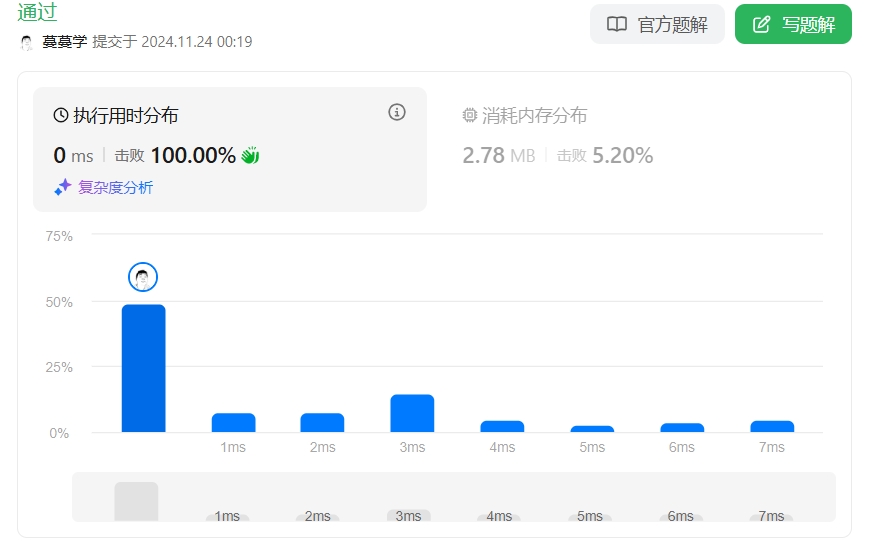 通过
官方题解
写题解
蔓蔓学 提交于 2024.11.24 00:19
执行用时分布
0 ms 击败 100.00%
复杂度分析
消耗内存分布
2.78 MB 击败 5.20%
75%
50%
25%
0%
1ms 2ms 3ms 4ms 5ms 6ms 7ms
1ms 2ms 3ms 4ms 5ms 6ms 7ms